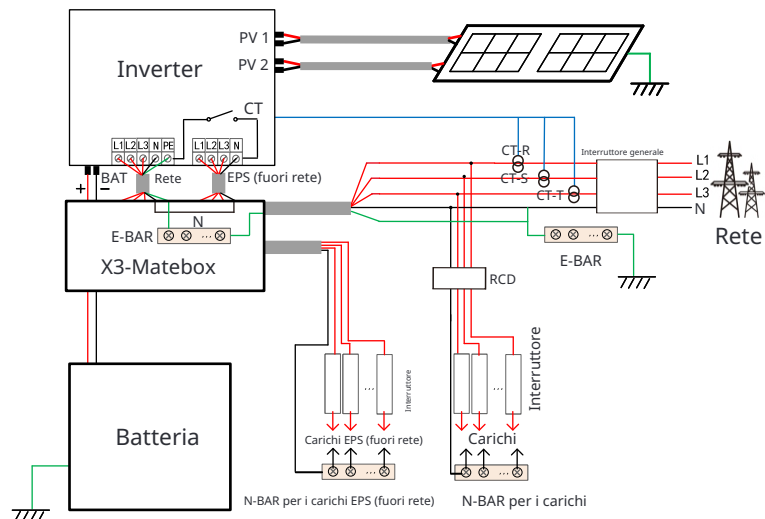 PV 1
PV 2
Inverter
CT
L1 L2 L3 N PE
L1 L2 L3 N
+ BAT −
Rete
EPS (fuori rete)
CT-R
CT-S
CT-T
Interruttore generale
L1
L2
L3
N
Rete
N
E-BAR
...
X3-Matebox
...
E-BAR
RCD
...
Interruttore
...
Interruttore
Batteria
Carichi EPS (fuori rete)
Carichi
...
...
N-BAR per i carichi EPS (fuori rete)
N-BAR per i carichi